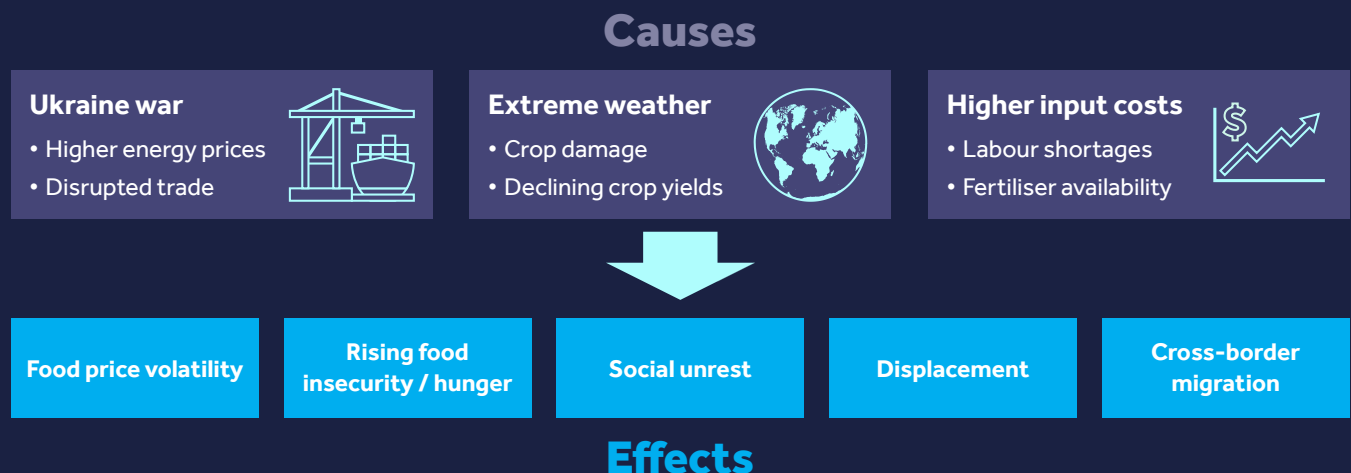 Causes
Ukraine war
• Higher energy prices
• Disrupted trade
Extreme weather
• Crop damage
• Declining crop yields
Higher input costs
• Labour shortages
• Fertiliser availability
$
Food price volatility
Rising food
insecurity / hunger
Social unrest
Displacement
Cross-border
migration
Effects